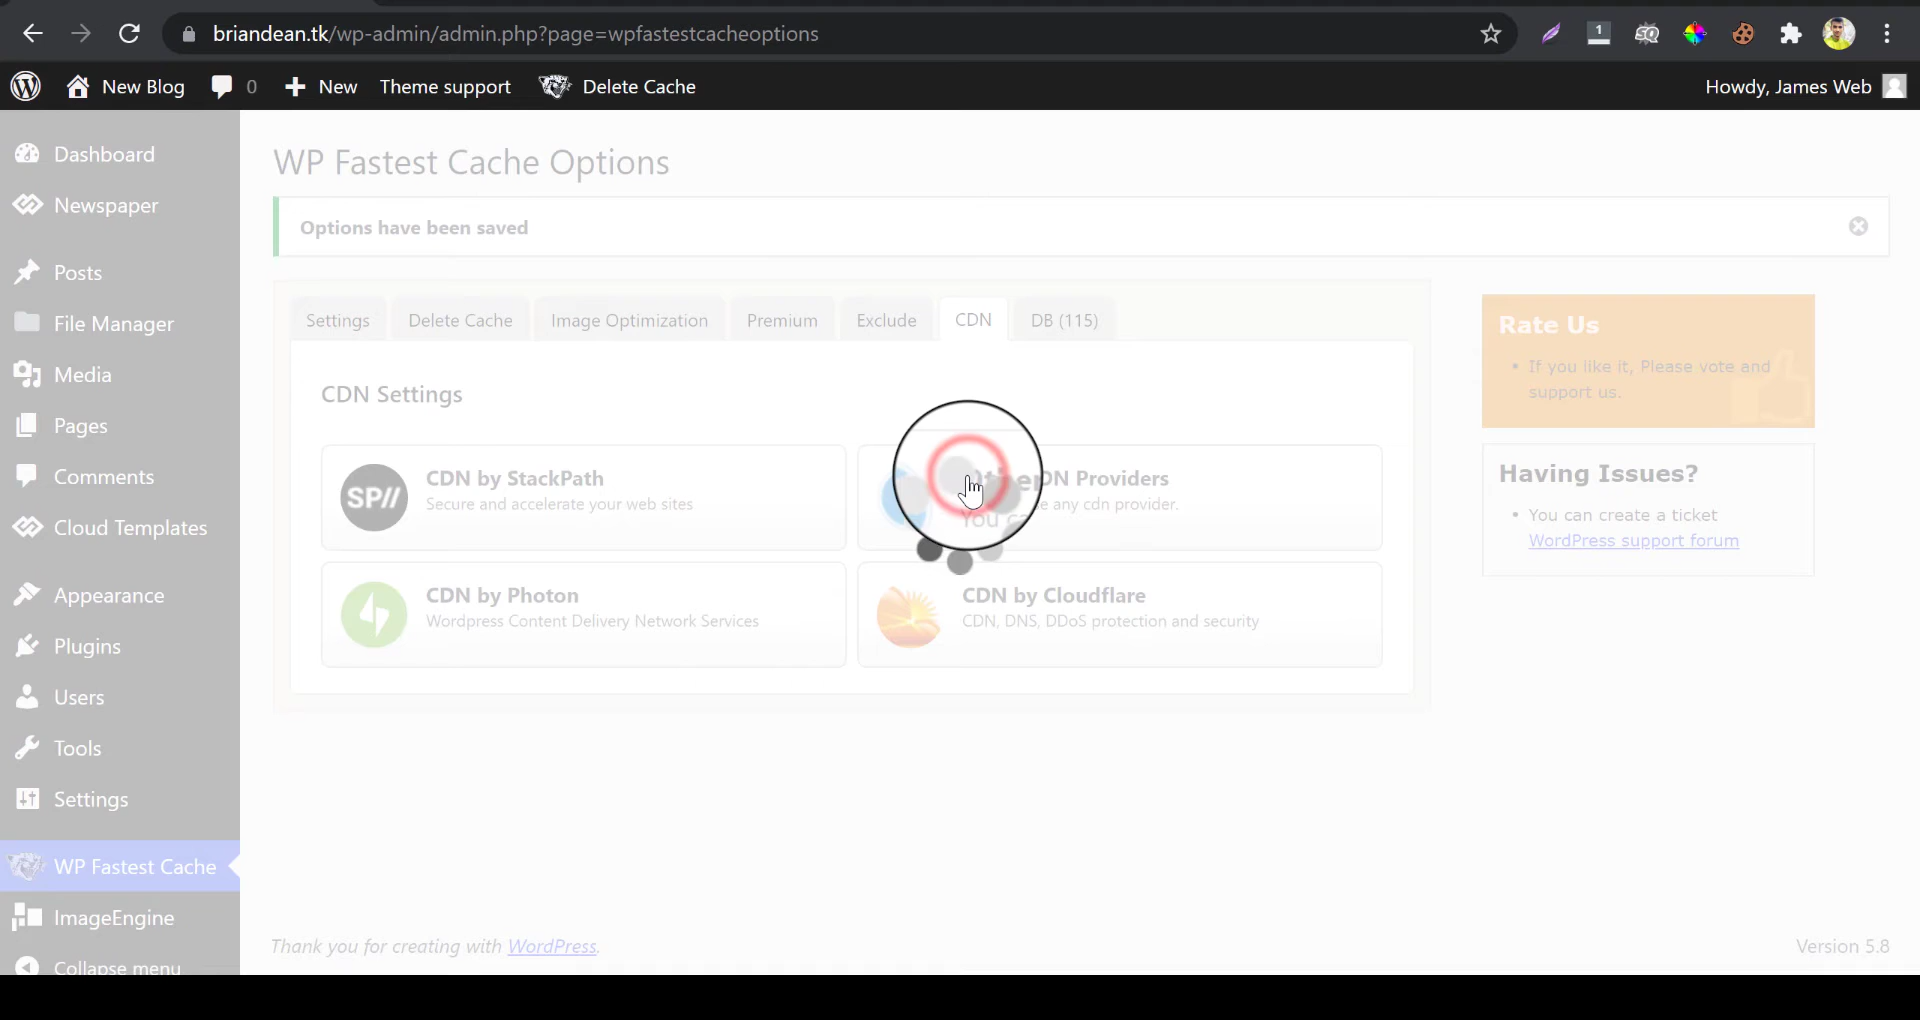 briandean.tk/wp-admin/admin.php?page=wpfastestcacheoptions
1
New Blog 0 New Theme support Delete Cache
Howdy, James Web
Dashboard
Newspaper
Posts
File Manager
Media
Pages
Comments
Cloud Templates
Appearance
Plugins
Users
Tools
Settings
WP Fastest Cache
ImageEngine
Collapse menu
WP Fastest Cache Options
Options have been saved
Settings Delete Cache Image Optimization Premium Exclude CDN DB (115)
CDN Settings
SP//
CDN by StackPath
Secure and accelerate your web sites
DN Providers
any cdn provider.
CDN by Photon
Wordpress Content Delivery Network Services
CDN by Cloudflare
CDN, DNS, DDoS protection and security
Rate Us
If you like it, Please vote and
support us.
Having Issues?
You can create a ticket
WordPress support forum
Thank you for creating with WordPress.
Version 5.8